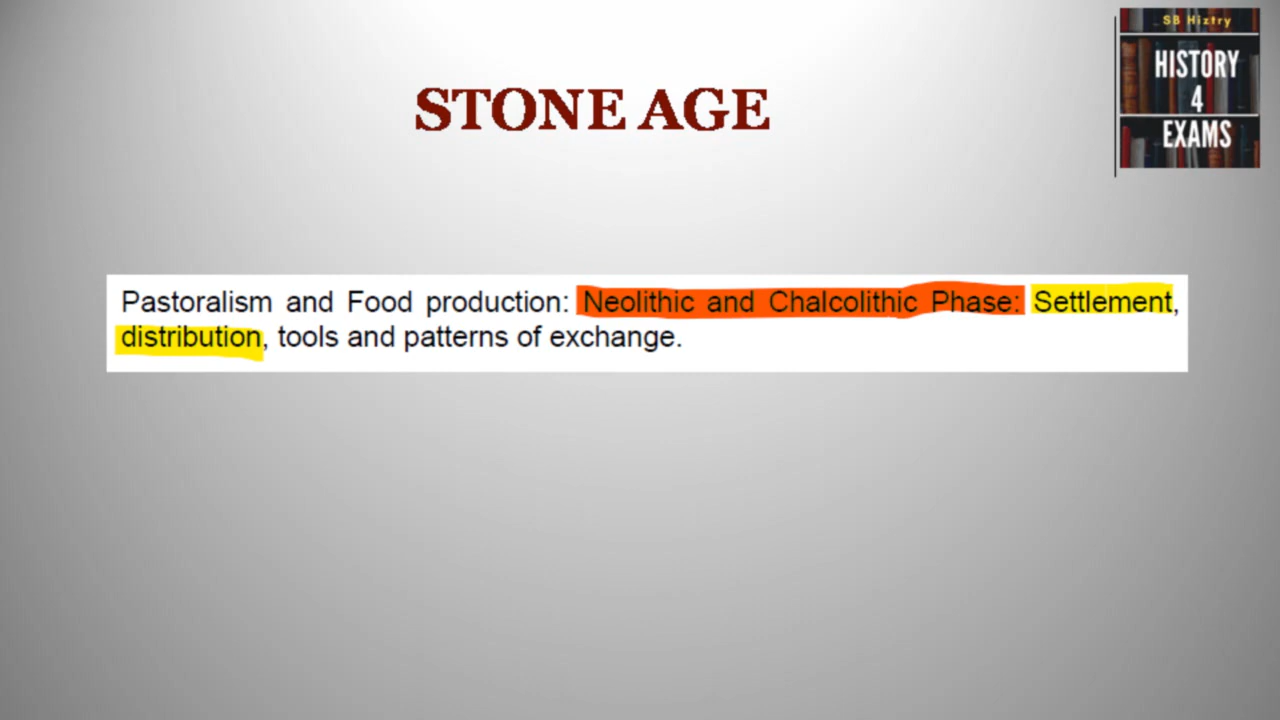 SB Hiztry
HISTORY
4
EXAMS
STONE AGE
Pastoralism and Food production: Neolithic and Chalcolithic Phase: Settlement,
distribution, tools and patterns of exchange.